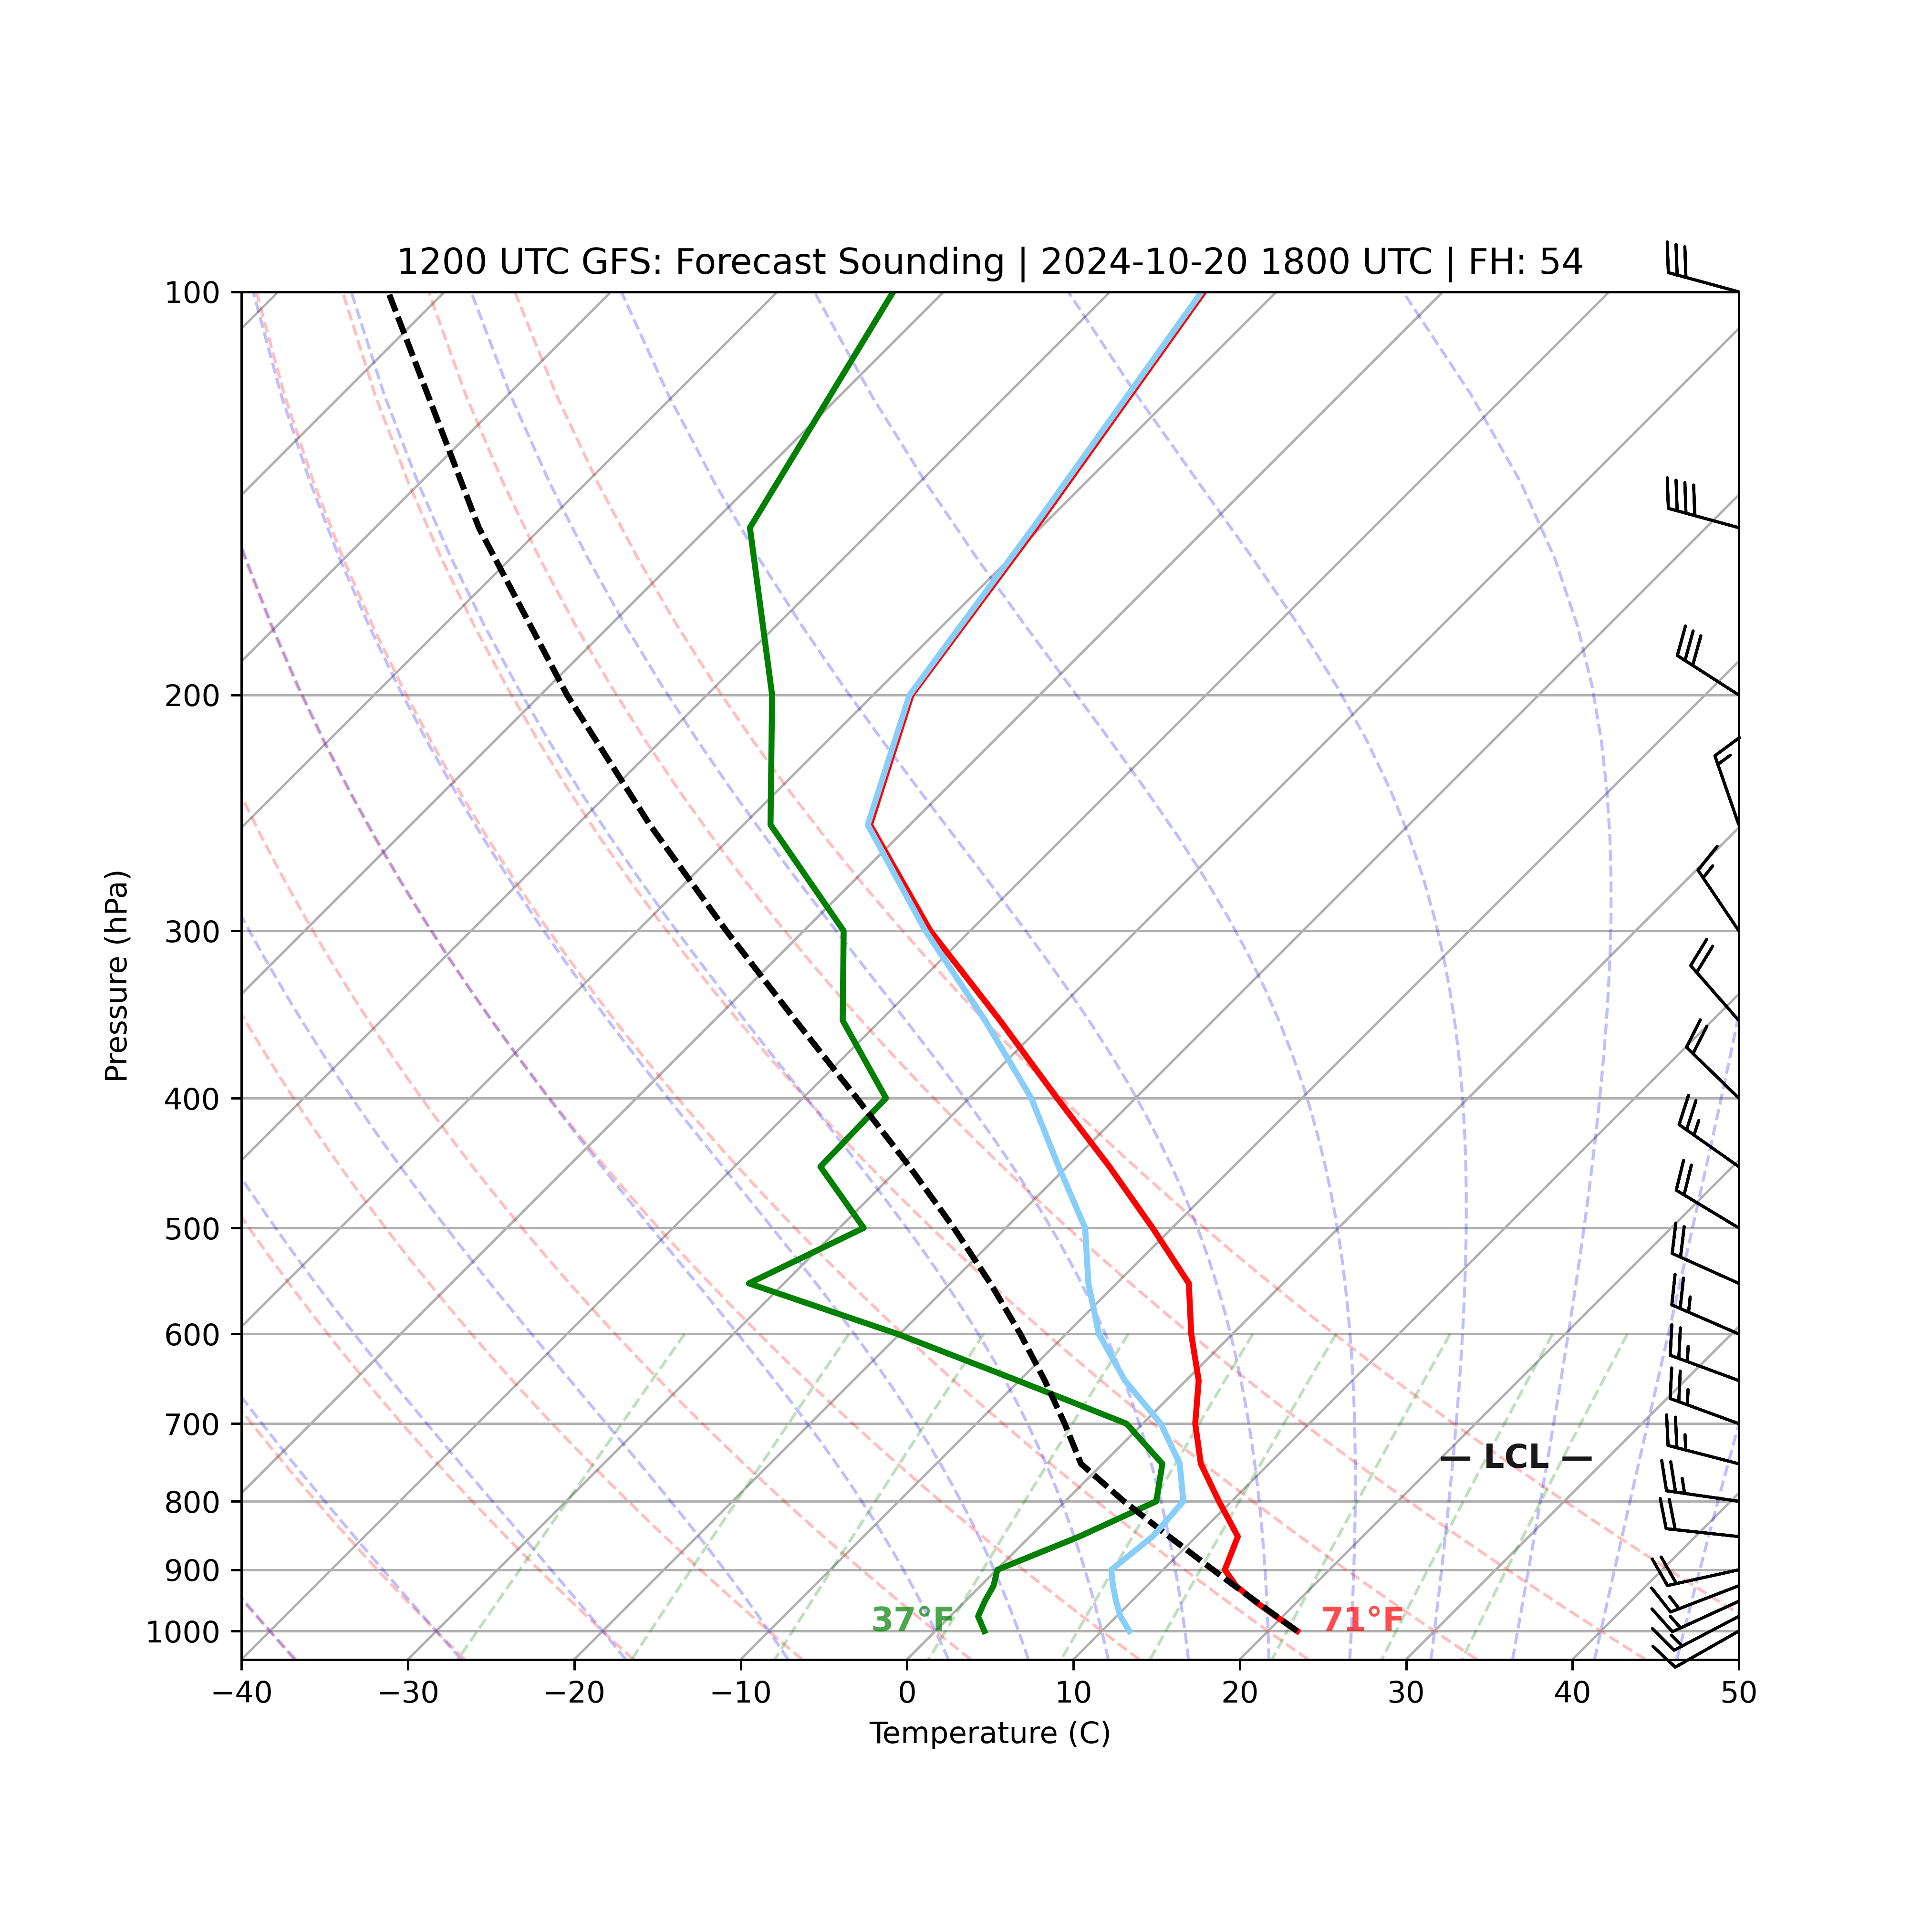 1200 UTC GFS: Forecast Sounding | 2024-10-20 1800 UTC | FH: 54
100
200
300
400
500
600
700
800
900
1000
Pressure (hPa)
— LCL —
37°F
71°F
−40 −30 −20 −10 0 10 20 30 40 50
Temperature (C)